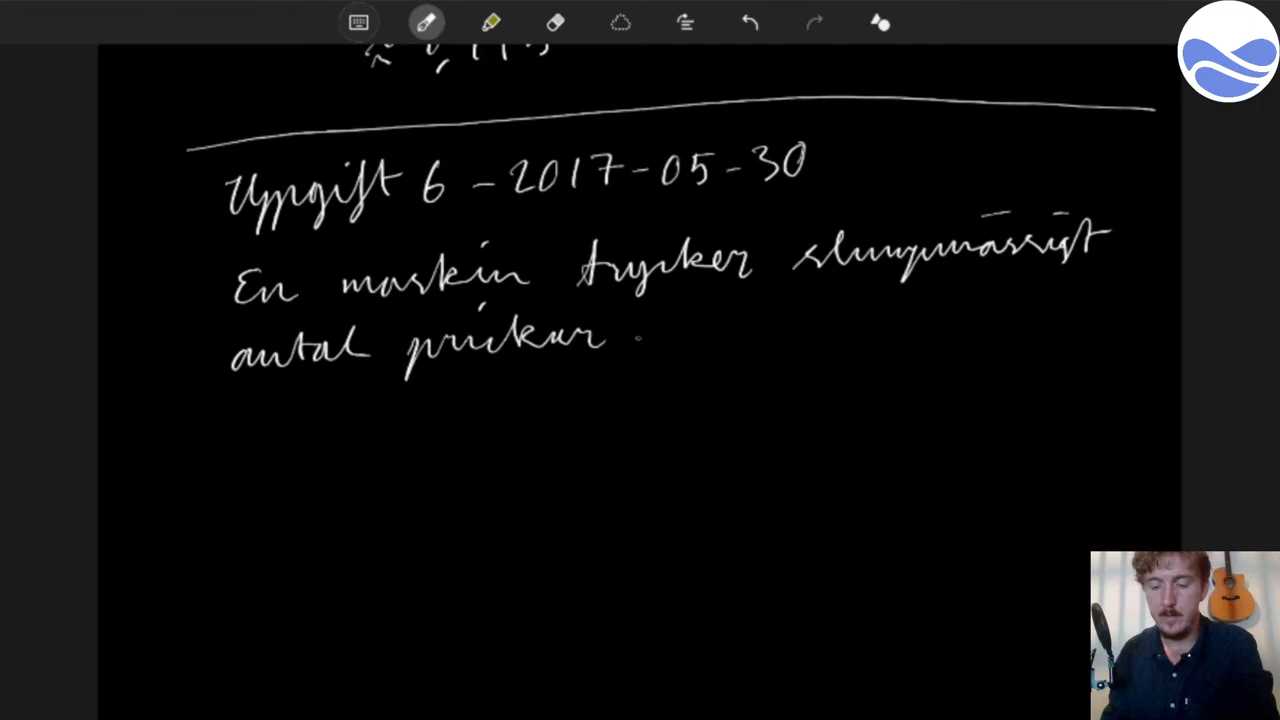 Uppgift 6 - 2017-05-30
En maskin trycker slumpmässigt
antal prickar